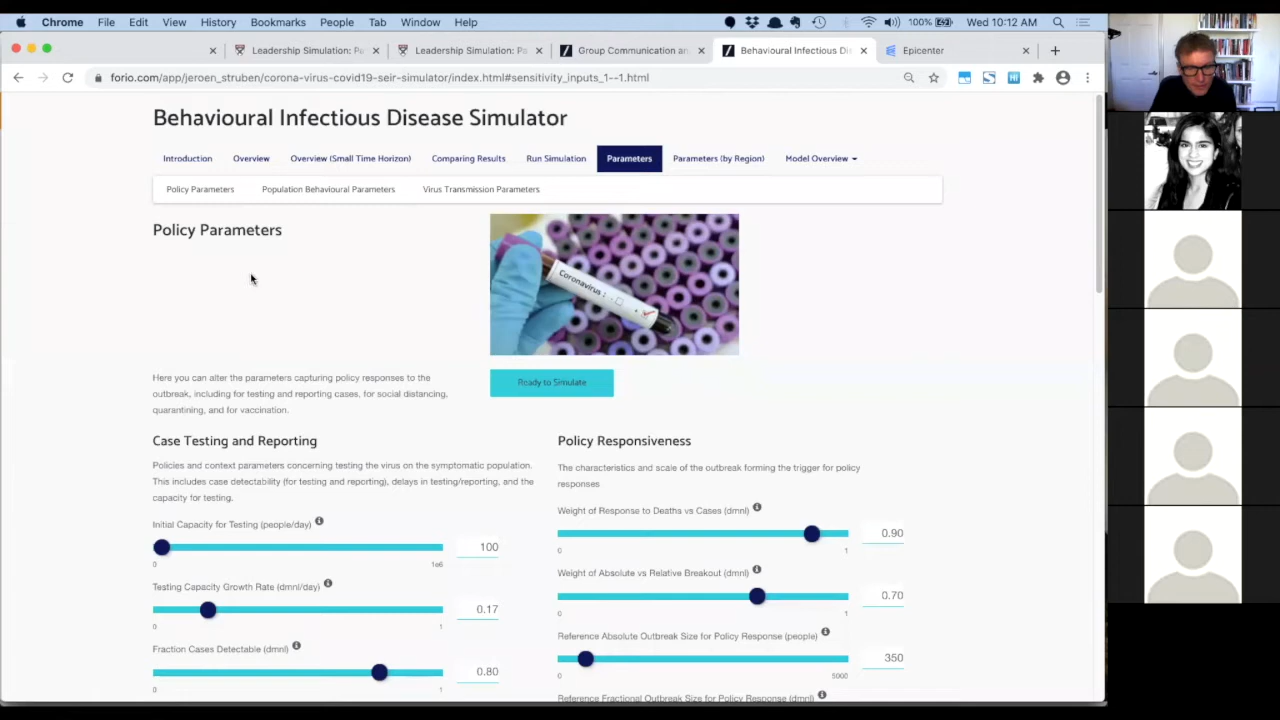 Chrome File Edit View History Bookmarks People Tab Window Help 100% Wed 10:12 AM
Leadership Simulation: Pa Leadership Simulation: Pa Group Communication an Behavioural Infectious Di Epicenter
forio.com/app/jeroen_struben/corona-virus-covid19-seir-simulator/index.html#sensitivity_inputs_1--1.html
Behavioural Infectious Disease Simulator
Introduction Overview Overview (Small Time Horizon) Comparing Results Run Simulation Parameters Parameters (by Region) Model Overview
Policy Parameters Population Behavioural Parameters Virus Transmission Parameters
Policy Parameters
Coronavirus:
Here you can alter the parameters capturing policy responses to the
outbreak, including for testing and reporting cases, for social distancing,
quarantining, and for vaccination.
Ready to Simulate
Case Testing and Reporting
Policies and context parameters concerning testing the virus on the symptomatic population.
This includes case detectability (for testing and reporting), delays in testing/reporting, and the
capacity for testing.
Initial Capacity for Testing (people/day)
100
0 1e6
Testing Capacity Growth Rate (dmnl/day)
0.17
0 1
Fraction Cases Detectable (dmnl)
0.80
0 1
Policy Responsiveness
The characteristics and scale of the outbreak forming the trigger for policy
responses
Weight of Response to Deaths vs Cases (dmnl)
0.90
0 1
Weight of Absolute vs Relative Breakout (dmnl)
0.70
0 1
Reference Absolute Outbreak Size for Policy Response (people)
350
0 5000
Reference Fractional Outbreak Size for Policy Response (dmnl)